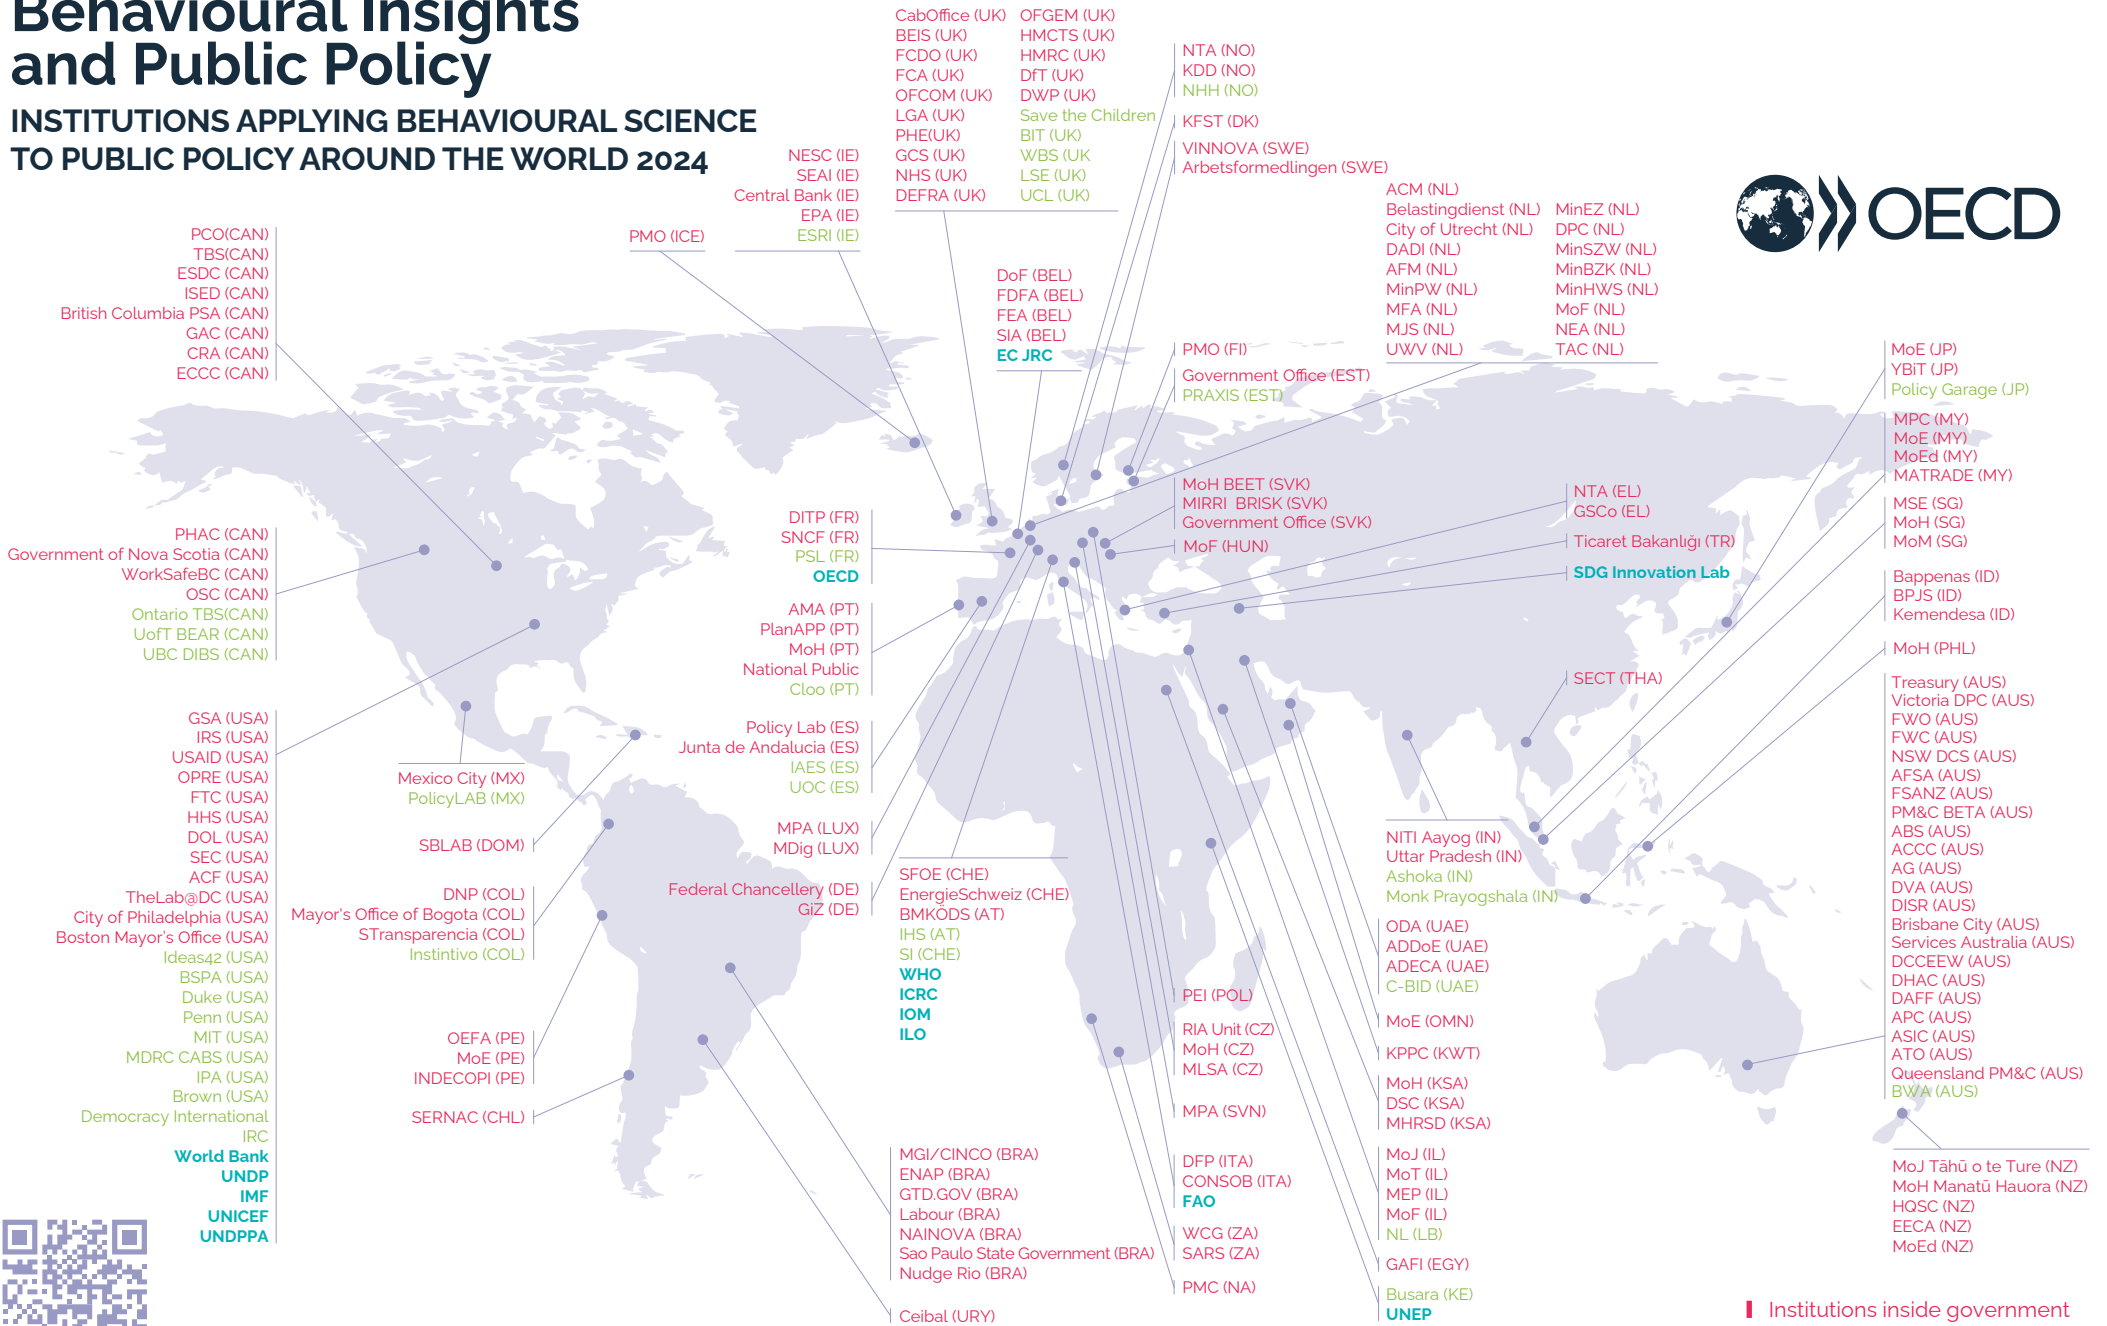 Behavioural Insights
and Public Policy
INSTITUTIONS APPLYING BEHAVIOURAL SCIENCE
TO PUBLIC POLICY AROUND THE WORLD 2024
OECD
PCO(CAN)
TBS(CAN)
ESDC (CAN)
ISED (CAN)
British Columbia PSA (CAN)
GAC (CAN)
CRA (CAN)
ECCC (CAN)
PHAC (CAN)
Government of Nova Scotia (CAN)
WorkSafeBC (CAN)
OSC (CAN)
Ontario TBS(CAN)
UofT BEAR (CAN)
UBC DIBS (CAN)
GSA (USA)
IRS (USA)
USAID (USA)
OPRE (USA)
FTC (USA)
HHS (USA)
DOL (USA)
SEC (USA)
ACF (USA)
TheLab@DC (USA)
City of Philadelphia (USA)
Boston Mayor's Office (USA)
Ideas42 (USA)
BSPA (USA)
Duke (USA)
Penn (USA)
MIT (USA)
MDRC CABS (USA)
IPA (USA)
Brown (USA)
Democracy International
IRC
World Bank
UNDP
IMF
UNICEF
UNDPPA
Mexico City (MX)
PolicyLAB (MX)
SBLAB (DOM)
DNP (COL)
Mayor's Office of Bogota (COL)
STransparencia (COL)
Instintivo (COL)
OEFA (PE)
MoE (PE)
INDECOPI (PE)
SERNAC (CHL)
PMO (ICE)
NESC (IE)
SEAI (IE)
Central Bank (IE)
EPA (IE)
ESRI (IE)
CabOffice (UK)
BEIS (UK)
FCDO (UK)
FCA (UK)
OFCOM (UK)
LGA (UK)
PHE(UK)
GCS (UK)
NHS (UK)
DEFRA (UK)
OFGEM (UK)
HMCTS (UK)
HMRC (UK)
DfT (UK)
DWP (UK)
Save the Children
BIT (UK)
WBS (UK
LSE (UK)
UCL (UK)
DoF (BEL)
FDFA (BEL)
FEA (BEL)
SIA (BEL)
EC JRC
DITP (FR)
SNCF (FR)
PSL (FR)
OECD
AMA (PT)
PlanAPP (PT)
MoH (PT)
National Public
Cloo (PT)
Policy Lab (ES)
Junta de Andalucia (ES)
IAES (ES)
UOC (ES)
MPA (LUX)
MDig (LUX)
Federal Chancellery (DE)
GiZ (DE)
SFOE (CHE)
EnergieSchweiz (CHE)
BMKÖDS (AT)
IHS (AT)
SI (CHE)
WHO
ICRC
IOM
ILO
MGI/CINCO (BRA)
ENAP (BRA)
GTD.GOV (BRA)
Labour (BRA)
NAINOVA (BRA)
Sao Paulo State Government (BRA)
Nudge Rio (BRA)
Ceibal (URY)
NTA (NO)
KDD (NO)
NHH (NO)
KFST (DK)
VINNOVA (SWE)
Arbetsformedlingen (SWE)
PMO (FI)
Government Office (EST)
PRAXIS (EST)
MoH BEET (SVK)
MIRRI BRISK (SVK)
Government Office (SVK)
MoF (HUN)
PEI (POL)
RIA Unit (CZ)
MoH (CZ)
MLSA (CZ)
MPA (SVN)
DFP (ITA)
CONSOB (ITA)
FAO
WCG (ZA)
SARS (ZA)
PMC (NA)
ACM (NL)
Belastingdienst (NL)
City of Utrecht (NL)
DADI (NL)
AFM (NL)
MinPW (NL)
MFA (NL)
MJS (NL)
UWV (NL)
MinEZ (NL)
DPC (NL)
MinSZW (NL)
MinBZK (NL)
MinHWS (NL)
MoF (NL)
NEA (NL)
TAC (NL)
NTA (EL)
GSCo (EL)
Ticaret Bakanlığı (TR)
SDG Innovation Lab
SECT (THA)
NITI Aayog (IN)
Uttar Pradesh (IN)
Ashoka (IN)
Monk Prayogshala (IN)
ODA (UAE)
ADDoE (UAE)
ADECA (UAE)
C-BID (UAE)
MoE (OMN)
KPPC (KWT)
MoH (KSA)
DSC (KSA)
MHRSD (KSA)
MoJ (IL)
MoT (IL)
MEP (IL)
MoF (IL)
NL (LB)
GAFI (EGY)
Busara (KE)
UNEP
MoE (JP)
YBiT (JP)
Policy Garage (JP)
MPC (MY)
MoE (MY)
MoEd (MY)
MATRADE (MY)
MSE (SG)
MoH (SG)
MoM (SG)
Bappenas (ID)
BPJS (ID)
Kemendesa (ID)
MoH (PHL)
Treasury (AUS)
Victoria DPC (AUS)
FWO (AUS)
FWC (AUS)
NSW DCS (AUS)
AFSA (AUS)
FSANZ (AUS)
PM&C BETA (AUS)
ABS (AUS)
ACCC (AUS)
AG (AUS)
DVA (AUS)
DISR (AUS)
Brisbane City (AUS)
Services Australia (AUS)
DCCEEW (AUS)
DHAC (AUS)
DAFF (AUS)
APC (AUS)
ASIC (AUS)
ATO (AUS)
Queensland PM&C (AUS)
BWA (AUS)
MoJ Tāhū o te Ture (NZ)
MoH Manatū Hauora (NZ)
HQSC (NZ)
EECA (NZ)
MoEd (NZ)
Institutions inside government